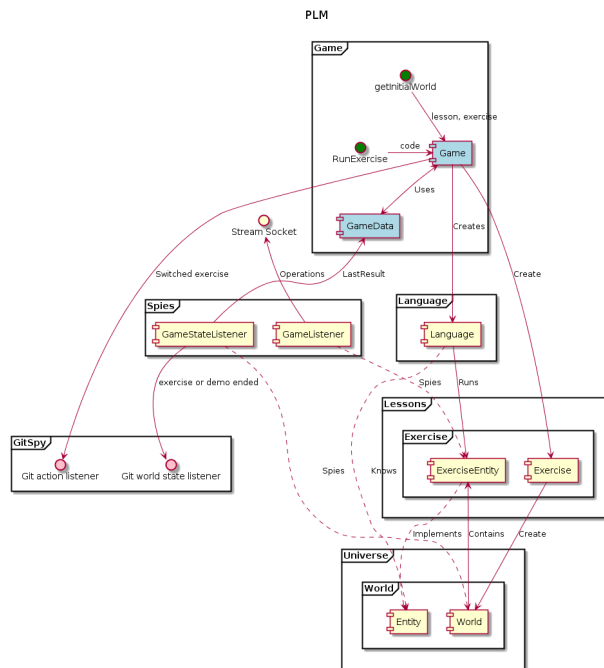 PLM
Game
getInitialWorld
lesson, exercise
code
Game
RunExercise
Uses
GameData
Creates
Stream Socket
Switched exercise
Operations
LastResult
Create
Spies
Language
GameStateListener
GameListener
Language
exercise or demo ended
Spies
Runs
Lessons
GitSpy
Exercise
Git action listener
Git world state listener
Spies
Knows
ExerciseEntity
Exercise
Implements
Contains
Create
Universe
World
Entity
World